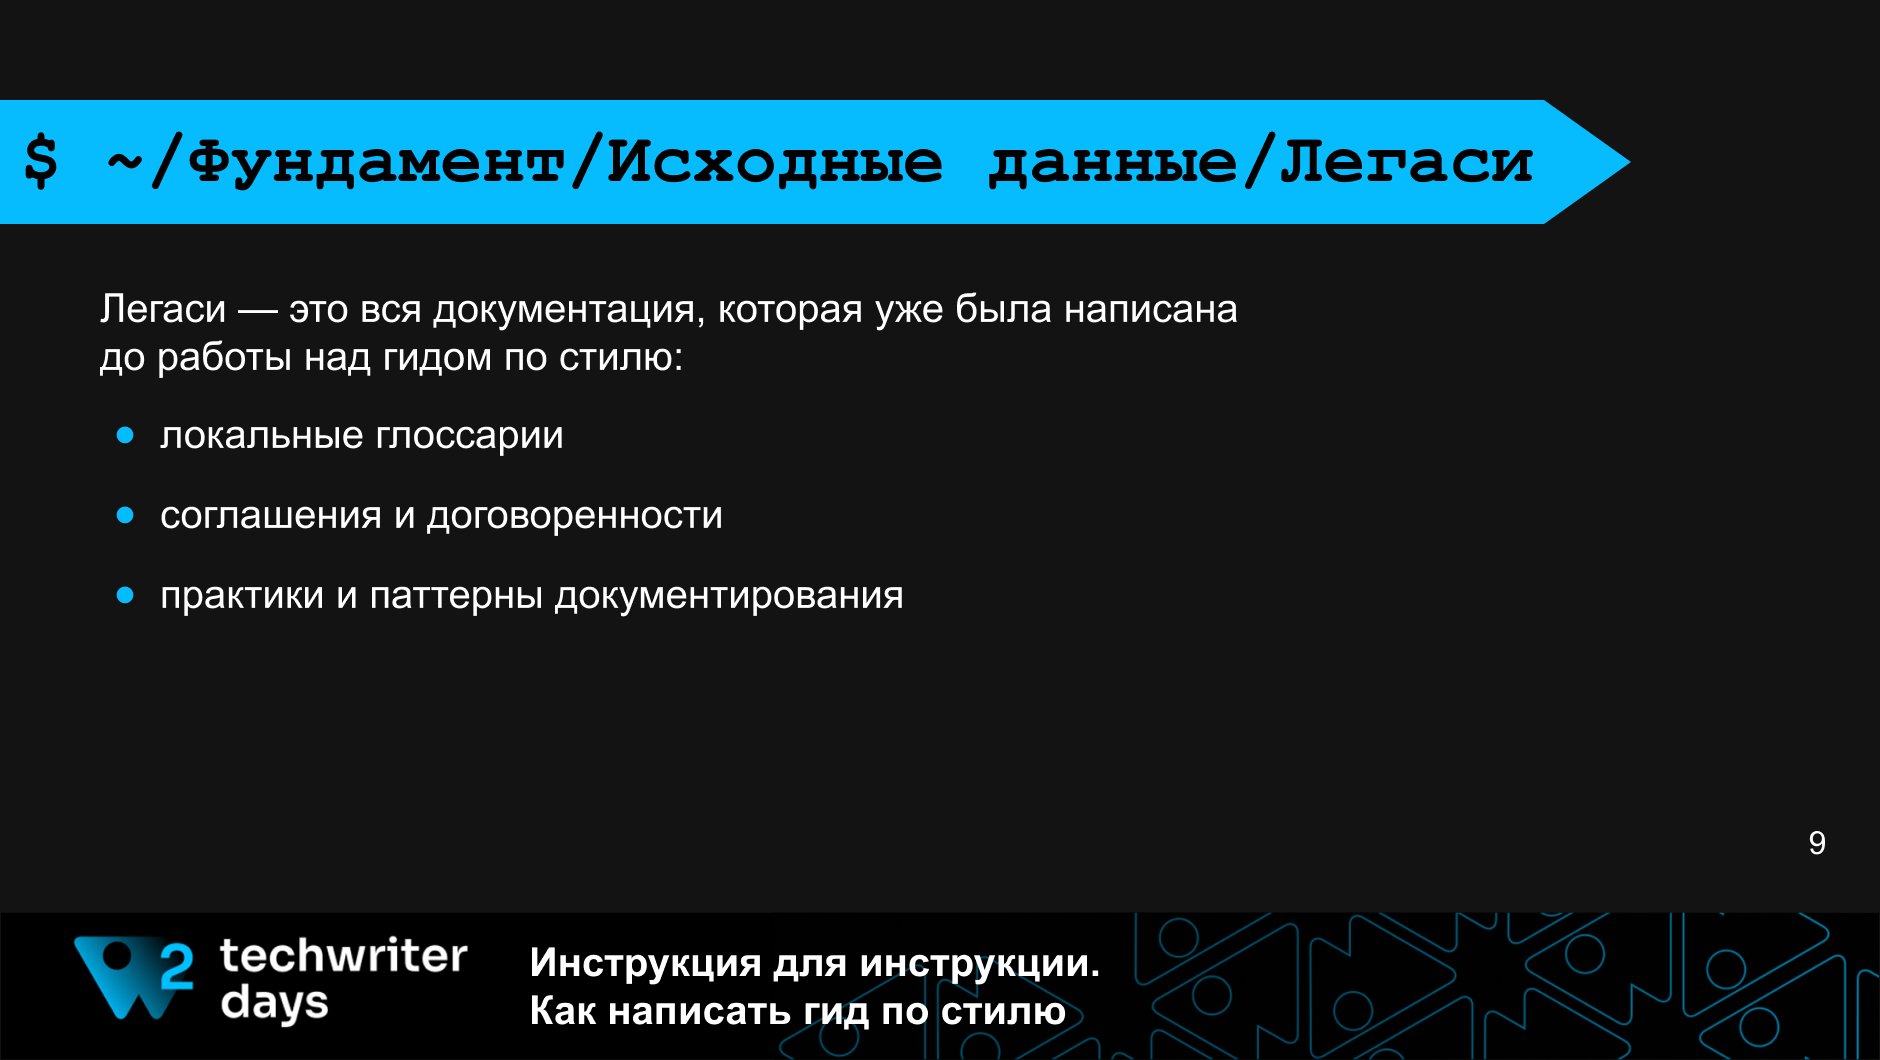 $ ~/Фундамент/Исходные данные/Легаси
Легаси — это вся документация, которая уже была написана
до работы над гидом по стилю:
● локальные глоссарии
● соглашения и договоренности
● практики и паттерны документирования
9
2 techwriter
days
Инструкция для инструкции.
Как написать гид по стилю